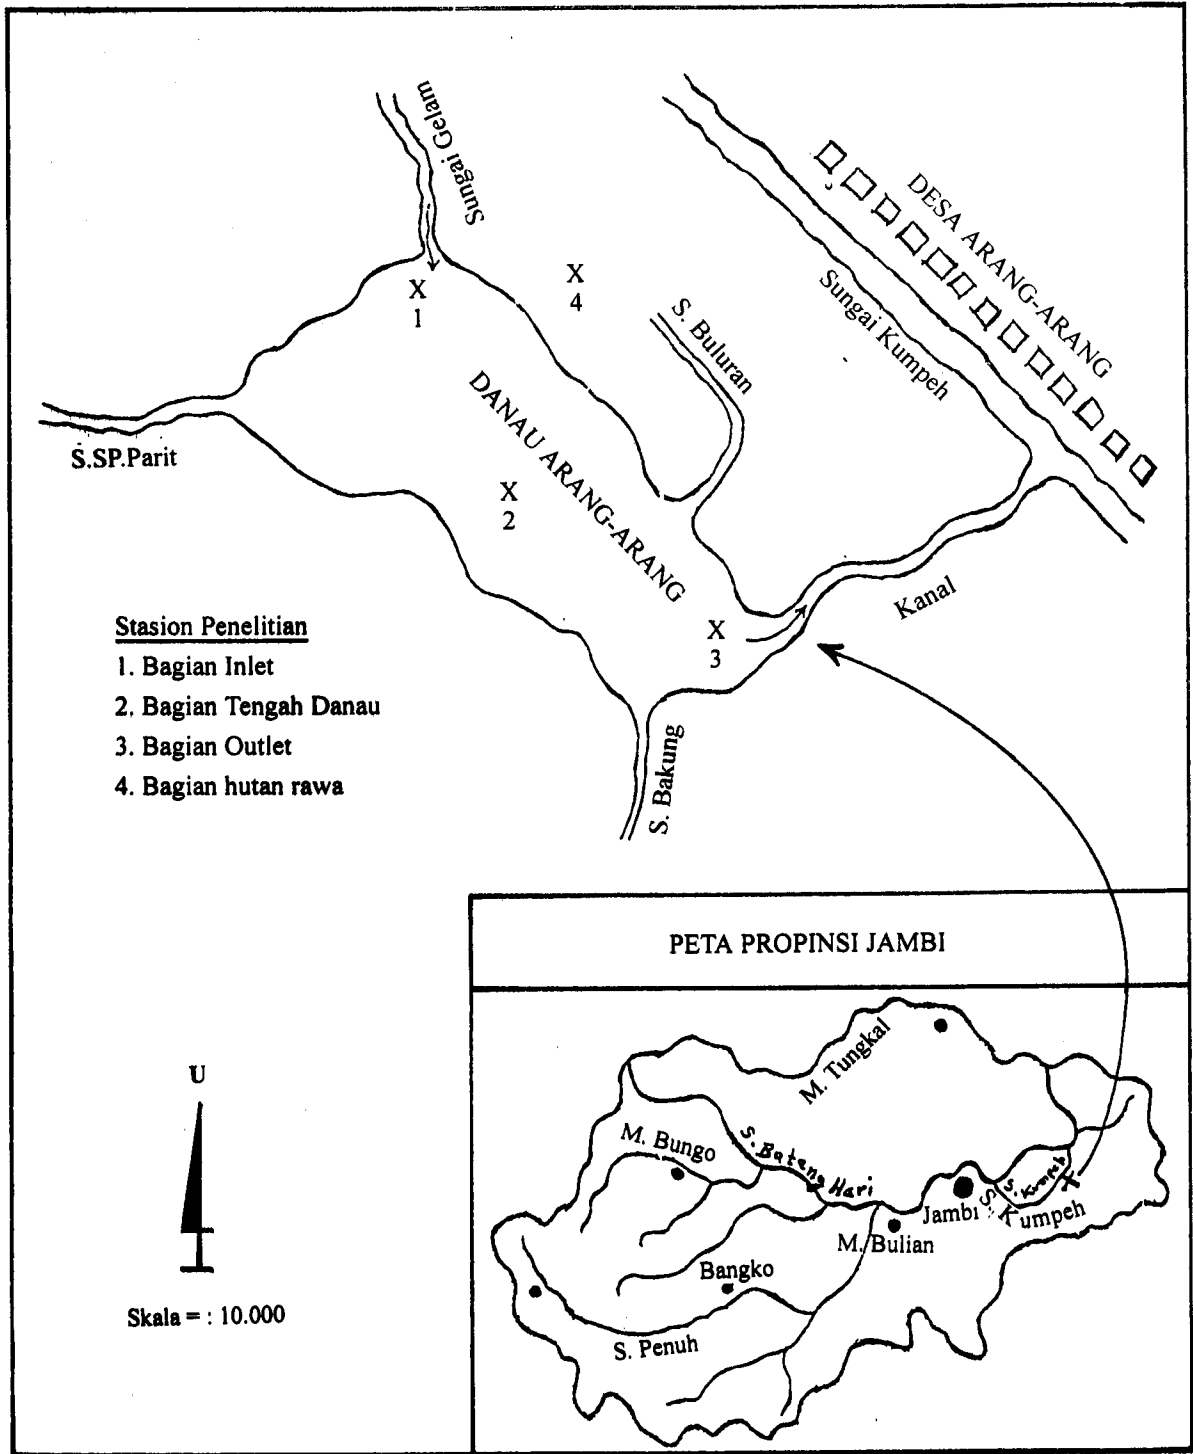 Sungai Gelam
DESA ARANG-ARANG
Sungai Kumpeh
X
1
X
4
S. Buluran
DANAU ARANG-ARANG
S.SP.Parit
X
2
X
3
Kanal
S. Bakung
Stasion Penelitian
1. Bagian Inlet
2. Bagian Tengah Danau
3. Bagian Outlet
4. Bagian hutan rawa
PETA PROPINSI JAMBI
U
Skala = : 10.000
M. Tungkal
M. Bungo
S. Batang Hari
S. Kumpeh
Jambi
S. Kumpeh
M. Bulian
Bangko
S. Penuh